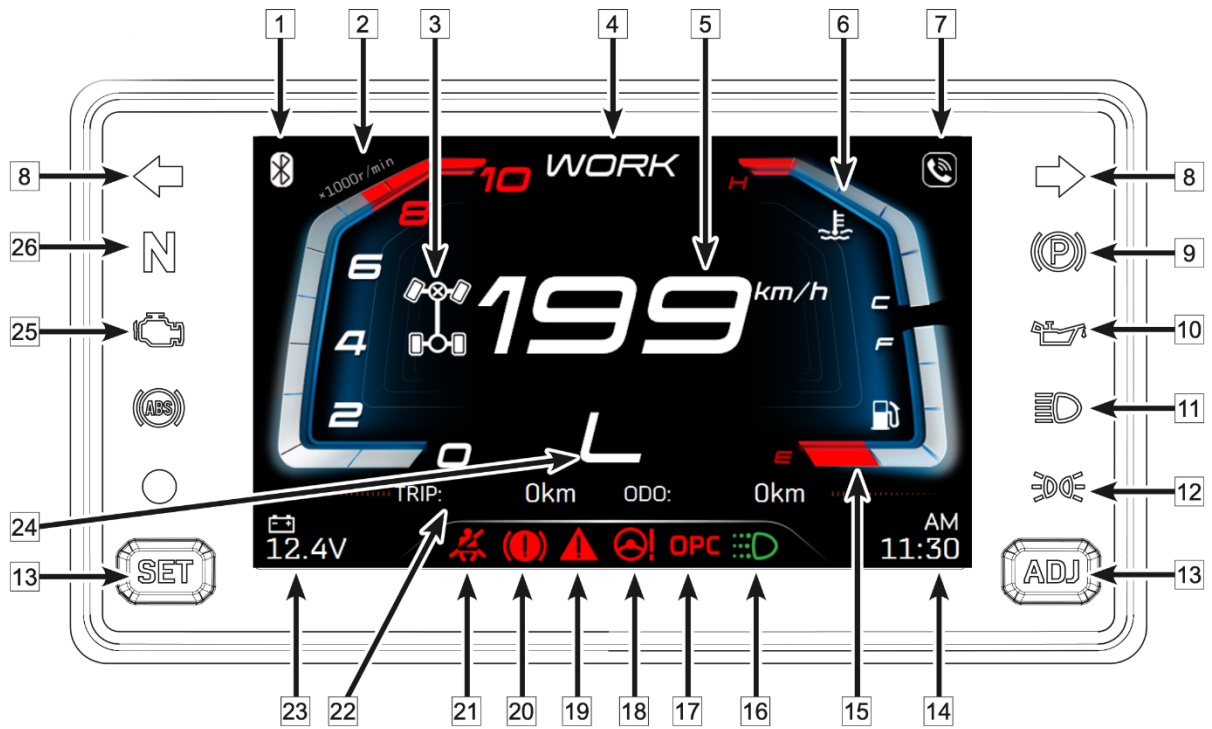 1 2 3 4 5 6 7
×1000r/min
10 WORK H
8 8 8
N
26 9
P
6
199 km/h
C
25 10
4 F
ABS
2 11
L
0 E
12
24 TRIP: 0km ODO: 0km
12.4V OPC AM
11:30
13 SET ADJ 13
23 22 21 20 19 18 17 16 15 14